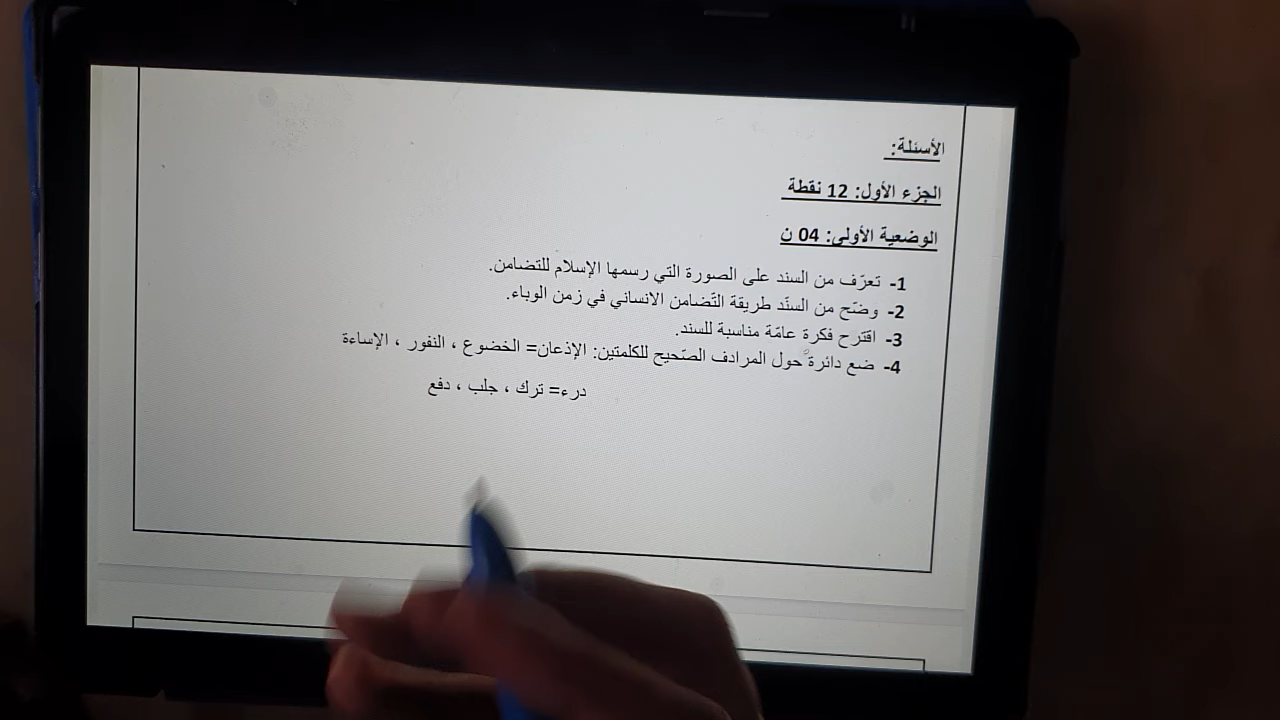 الأسئلة:
الجزء الأول: 12 نقطة
الوضعية الأولى: 04 ن
1- تعرّف من السند على الصورة التي رسمها الإسلام للتضامن.
2- وضّح من السنّد طريقة التّضامن الانساني في زمن الوباء.
3- اقترح فكرة عامّة مناسبة للسند.
4- ضع دائرة حول المرادف الصّحيح للكلمتين: الإذعان= الخضوع ، النفور ، الإساءة
درء= ترك ، جلب ، دفع